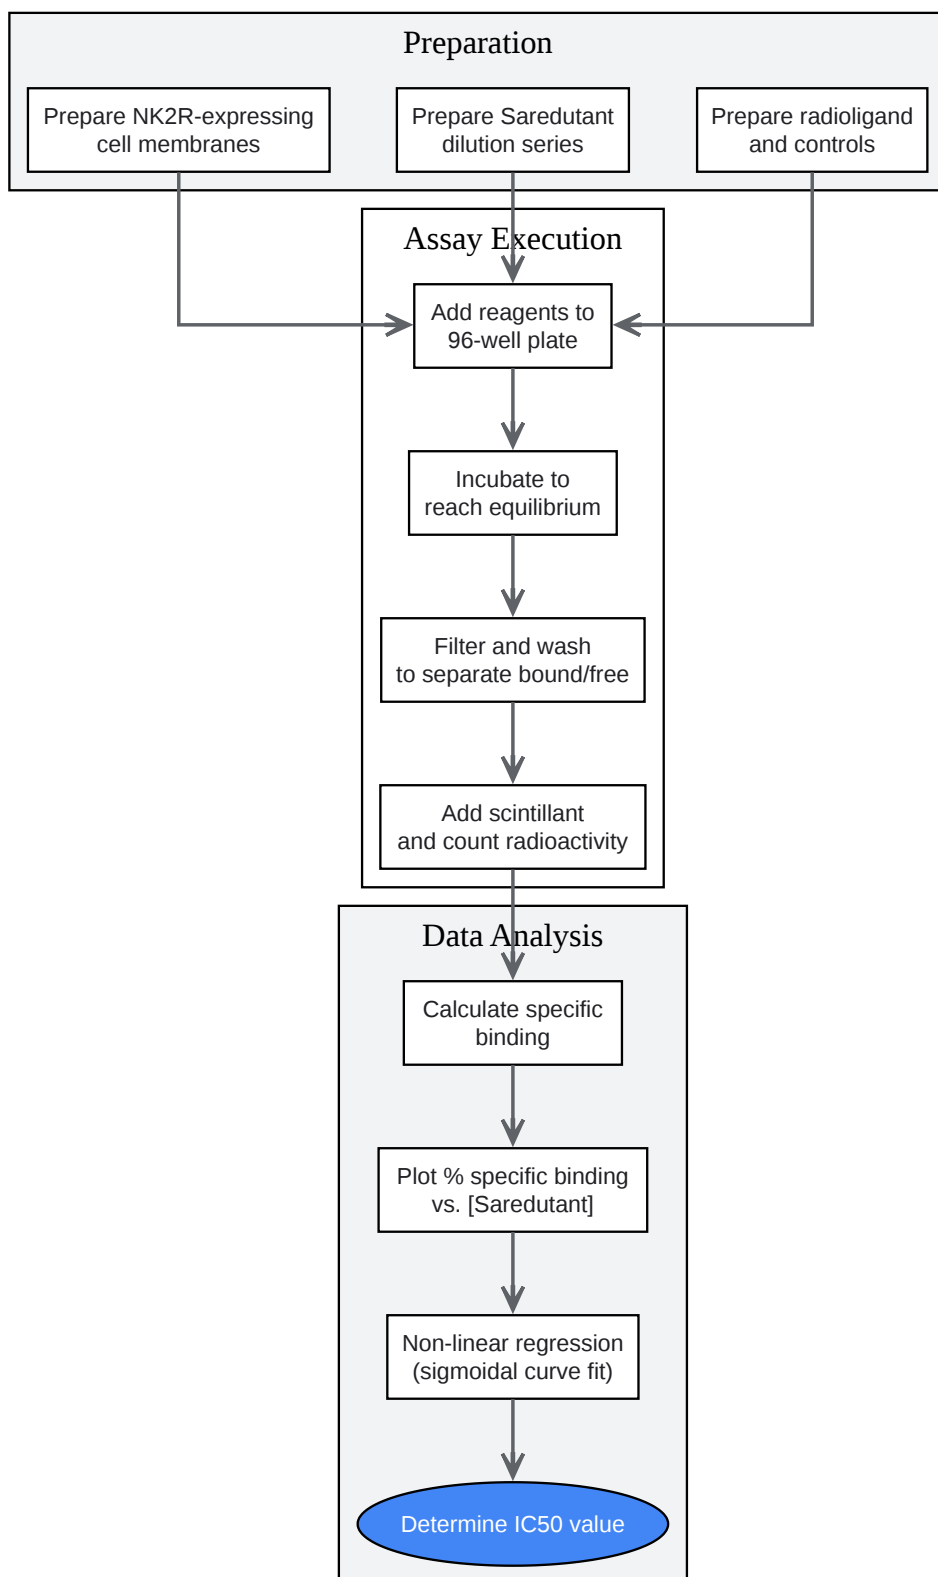 Preparation
Prepare NK2R-expressing
cell membranes
Prepare Saredutant
dilution series
Prepare radioligand
and controls
Assay Execution
Add reagents to
96-well plate
Incubate to
reach equilibrium
Filter and wash
to separate bound/free
Add scintillant
and count radioactivity
Data Analysis
Calculate specific
binding
Plot % specific binding
vs. [Saredutant]
Non-linear regression
(sigmoidal curve fit)
Determine IC50 value